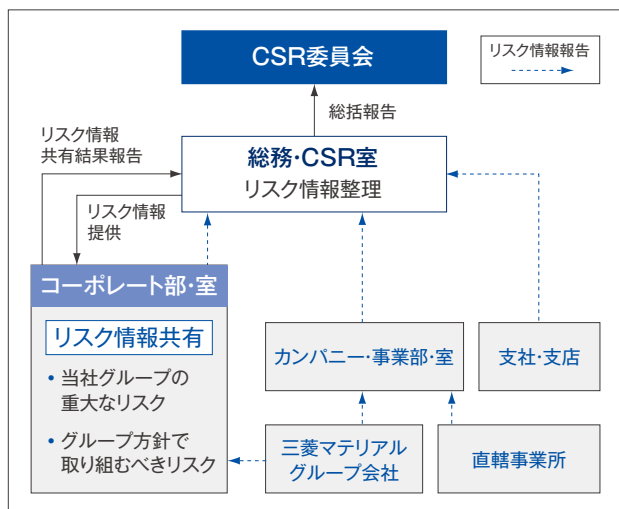 CSR委員会
リスク情報報告
総括報告
リスク情報
共有結果報告
総務・CSR室
リスク情報整理
リスク情報
提供
コーポレート部・室
リスク情報共有
• 当社グループの
重大なリスク
• グループ方針で
取り組むべきリスク
カンパニー・事業部・室
支社・支店
三菱マテリアル
グループ会社
直轄事業所